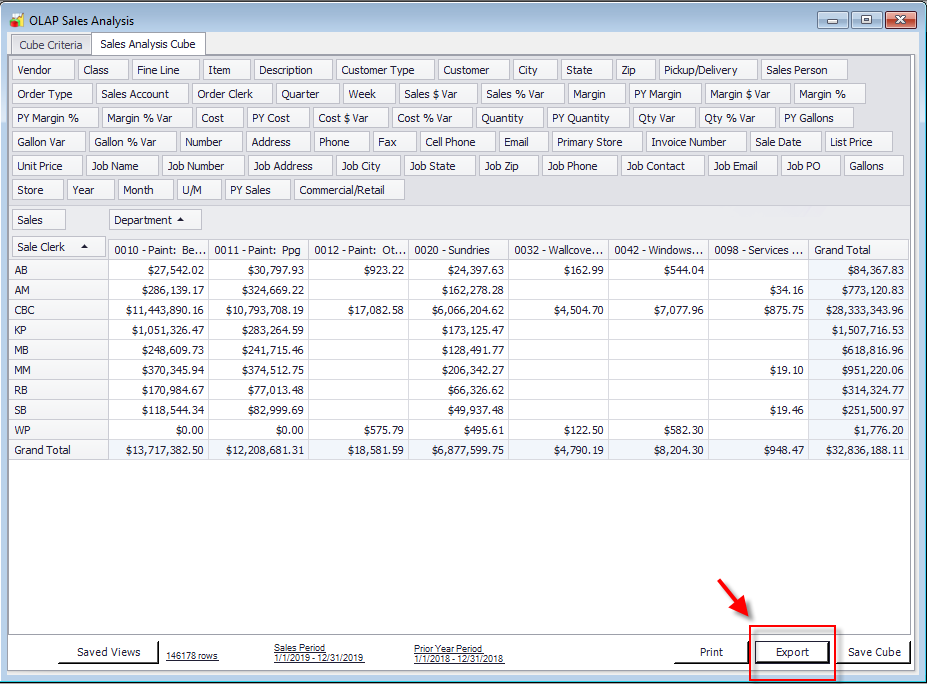 OLAP Sales Analysis
Cube Criteria Sales Analysis Cube
Vendor Class Fine Line Item Description Customer Type Customer City State Zip Pickup/Delivery Sales Person
Order Type Sales Account Order Clerk Quarter Week Sales $ Var Sales % Var Margin PY Margin Margin $ Var Margin %
PY Margin % Margin % Var Cost PY Cost Cost $ Var Cost % Var Quantity PY Quantity Qty Var Qty % Var PY Gallons
Gallon Var Gallon % Var Number Address Phone Fax Cell Phone Email Primary Store Invoice Number Sale Date List Price
Unit Price Job Name Job Number Job Address Job City Job State Job Zip Job Phone Job Contact Job Email Job PO Gallons
Store Year Month U/M PY Sales Commercial/Retail
Sales Department
Sale Clerk 0010 - Paint: Be... 0011 - Paint: Ppg 0012 - Paint: Ot... 0020 - Sundries 0032 - Wallcove... 0042 - Windows... 0098 - Services ... Grand Total
AB $27,542.02 $30,797.93 $923.22 $24,397.63 $162.99 $544.04 $84,367.83
AM $286,139.17 $324,669.22 $162,278.28 $34.16 $773,120.83
CBC $11,443,890.16 $10,793,708.19 $17,082.58 $6,066,204.62 $4,504.70 $7,077.96 $875.75 $28,333,343.96
KP $1,051,326.47 $283,264.59 $173,125.47 $1,507,716.53
MB $248,609.73 $241,715.46 $128,491.77 $618,816.96
MM $370,345.94 $374,512.75 $206,342.27 $19.10 $951,220.06
RB $170,984.67 $77,013.48 $66,326.62 $314,324.77
SB $118,544.34 $82,999.69 $49,937.48 $19.46 $251,500.97
WP $0.00 $0.00 $575.79 $495.61 $122.50 $582.30 $1,776.20
Grand Total $13,717,382.50 $12,208,681.31 $18,581.59 $6,877,599.75 $4,790.19 $8,204.30 $948.47 $32,836,188.11
Saved Views 146178 rows Sales Period Prior Year Period Print Export Save Cube
1/1/2019 - 12/31/2019 1/1/2018 - 12/31/2018